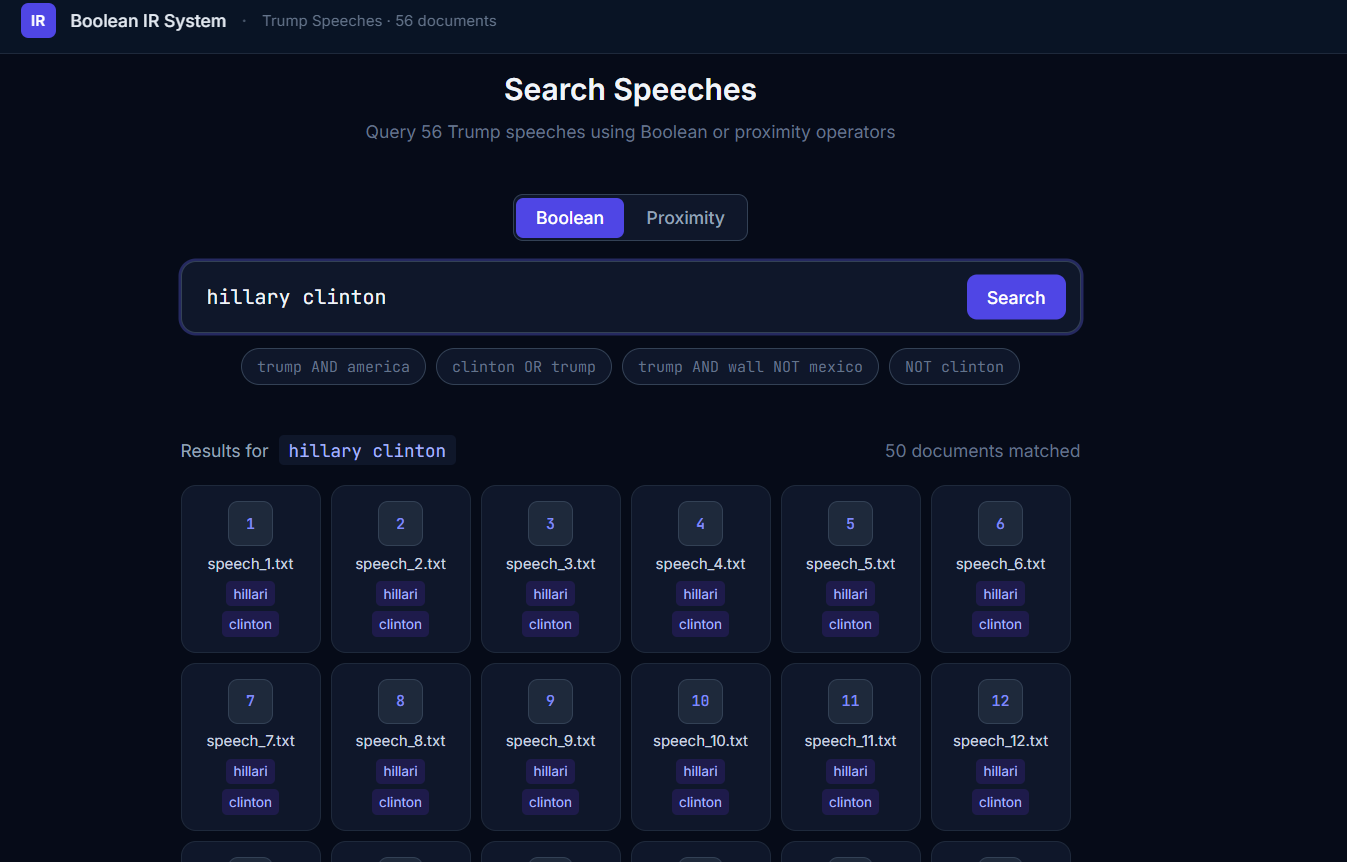 IR Boolean IR System · Trump Speeches · 56 documents
Search Speeches
Query 56 Trump speeches using Boolean or proximity operators
Boolean Proximity
hillary clinton Search
trump AND america clinton OR trump trump AND wall NOT mexico NOT clinton
Results for hillary clinton 50 documents matched
1 2 3 4 5 6
speech_1.txt speech_2.txt speech_3.txt speech_4.txt speech_5.txt speech_6.txt
hillari hillari hillari hillari hillari hillari
clinton clinton clinton clinton clinton clinton
7 8 9 10 11 12
speech_7.txt speech_8.txt speech_9.txt speech_10.txt speech_11.txt speech_12.txt
hillari hillari hillari hillari hillari hillari
clinton clinton clinton clinton clinton clinton